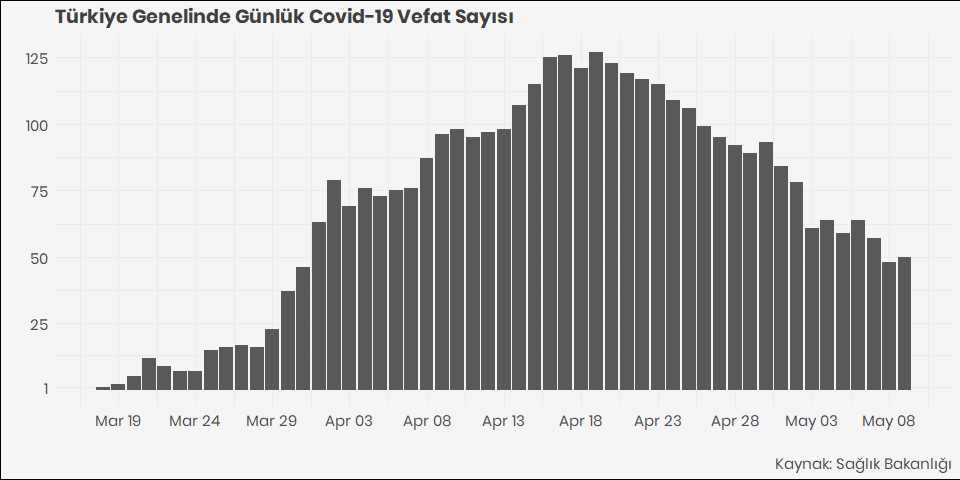 Türkiye Genelinde Günlük Covid-19 Vefat Sayısı
125
100
75
50
25
1
Mar 19 Mar 24 Mar 29 Apr 03 Apr 08 Apr 13 Apr 18 Apr 23 Apr 28 May 03 May 08
Kaynak: Sağlık Bakanlığı